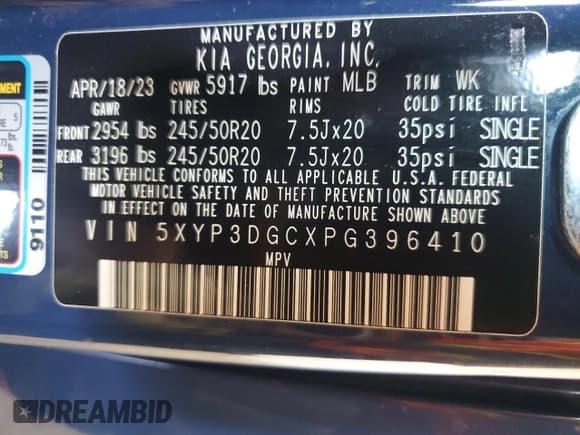 MANUFACTURED BY
KIA GEORGIA, INC.
APR/18/23 GVWR 5917 lbs PAINT MLB TRIM WK
GAWR TIRES RIMS COLD TIRE INFL
FRONT 2954 lbs 245/50R20 7.5Jx20 35psi SINGLE
REAR 3196 lbs 245/50R20 7.5Jx20 35psi SINGLE
THIS VEHICLE CONFORMS TO ALL APPLICABLE U.S.A. FEDERAL
MOTOR VEHICLE SAFETY AND THEFT PREVENTION STANDARDS
IN EFFECT ON THE DATE OF MANUFACTURE SHOWN ABOVE
VIN 5XYP3DGCXPG396410
MPV
9110
DREAMBID